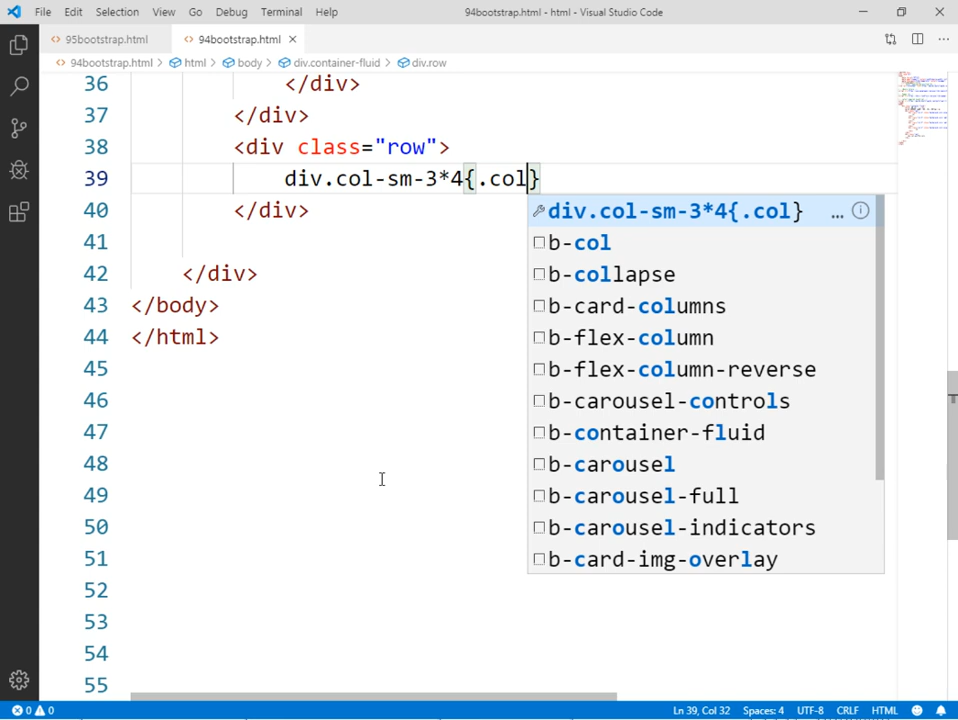 File Edit Selection View Go Debug Terminal Help 94bootstrap.html - html - Visual Studio Code
95bootstrap.html 94bootstrap.html
94bootstrap.html html body div.container-fluid div.row
36 </div>
37 </div>
38 <div class="row">
39 div.col-sm-3*4{.col}
40 </div>
41
42 </div>
43 </body>
44 </html>
45
46
47
48
49
50
51
52
53
54
55
div.col-sm-3*4{.col} ...
b-col
b-collapse
b-card-columns
b-flex-column
b-flex-column-reverse
b-carousel-controls
b-container-fluid
b-carousel
b-carousel-full
b-carousel-indicators
b-card-img-overlay
0 0 Ln 39, Col 32 Spaces: 4 UTF-8 CRLF HTML